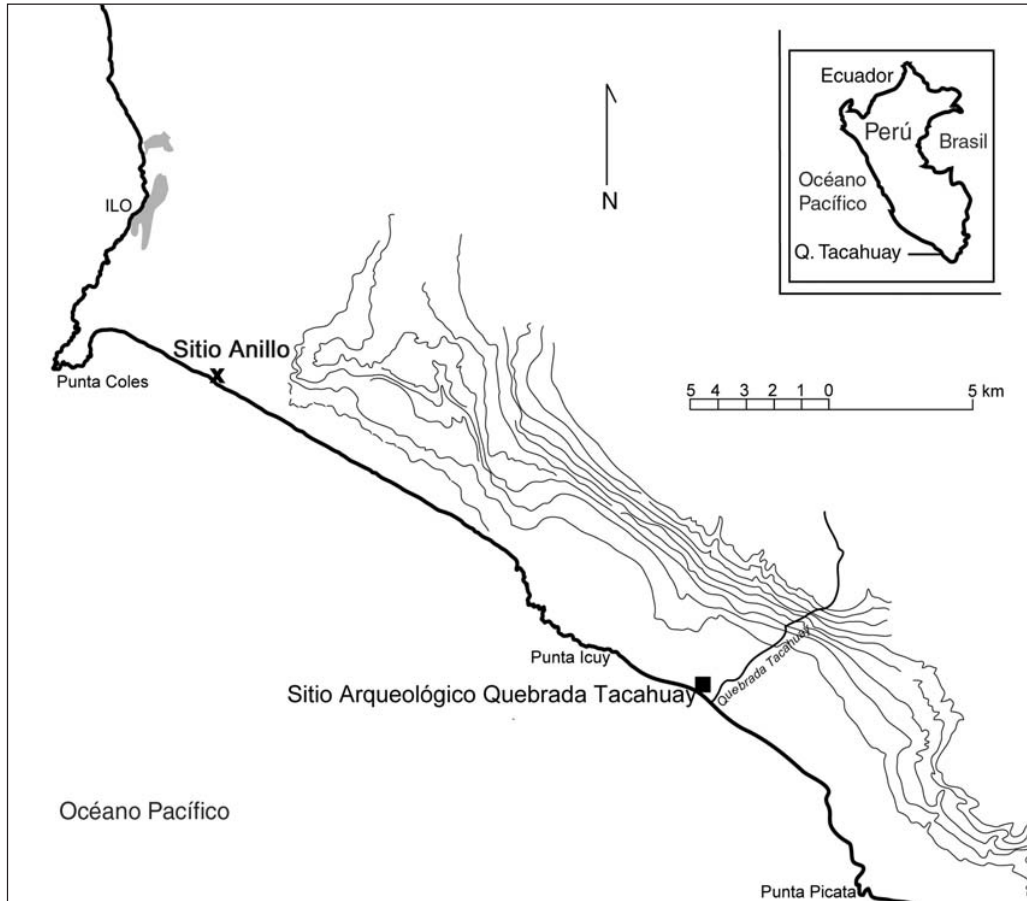 Ecuador
Perú
Brasil
Océano
Pacífico
Q. Tacahuay
N
ILO
Sitio Anillo
x
Punta Coles
5 4 3 2 1 0 5 km
Quebrada Tacahuay
Punta Icuy
Sitio Arqueológico Quebrada Tacahuay
Océano Pacífico
Punta Picata